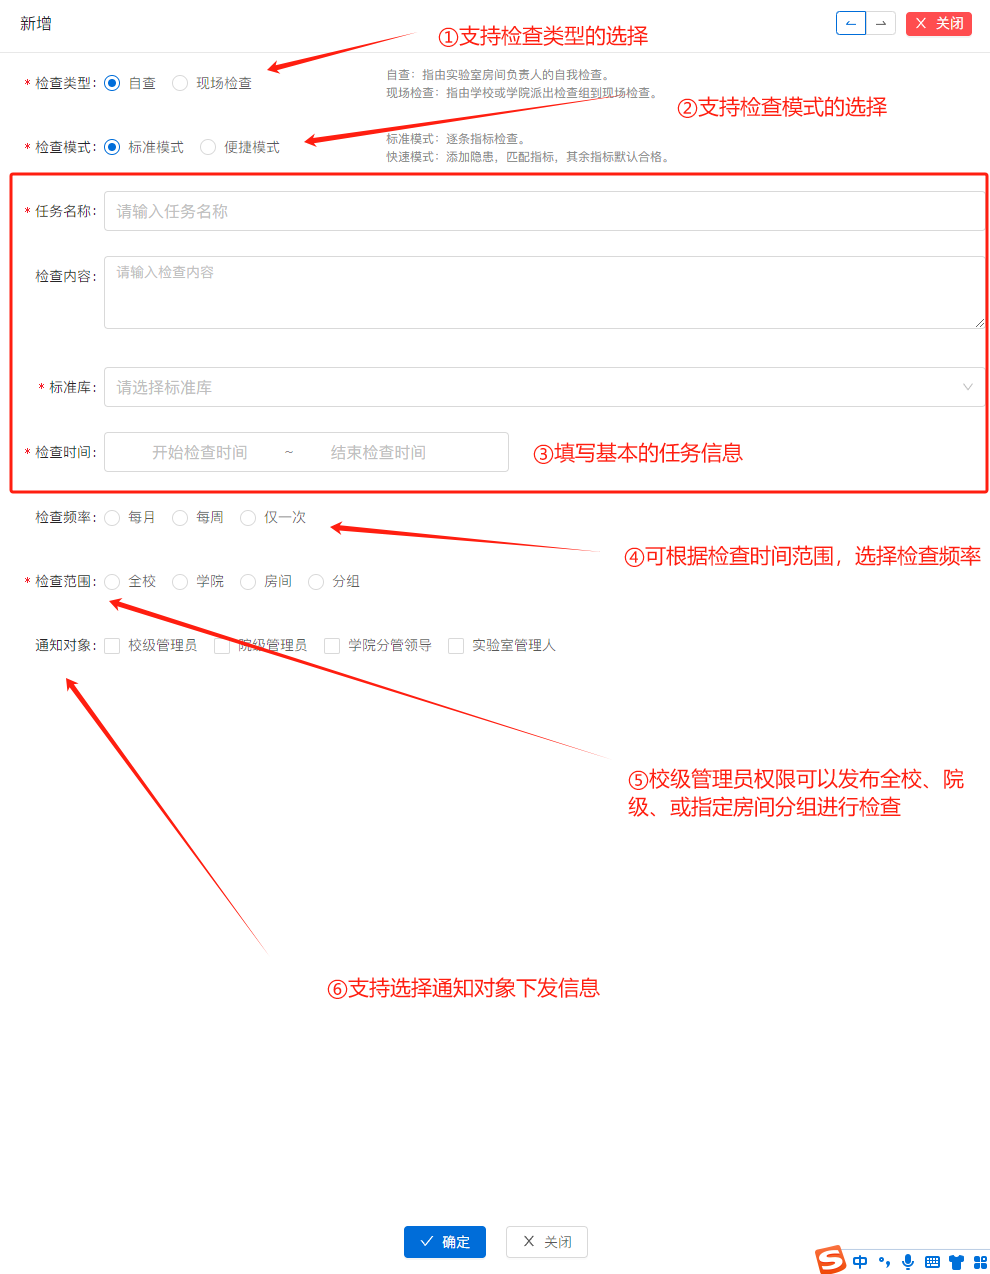 新增
关闭
①支持检查类型的选择
* 检查类型: 自查 现场检查
自查：指由实验室房间负责人的自我检查。
现场检查：指由学校或学院派出检查组到现场检查。
②支持检查模式的选择
* 检查模式: 标准模式 便捷模式
标准模式：逐条指标检查。
快速模式：添加隐患，匹配指标，其余指标默认合格。
* 任务名称: 请输入任务名称
检查内容: 请输入检查内容
* 标准库: 请选择标准库
* 检查时间: 开始检查时间 ~ 结束检查时间
③填写基本的任务信息
检查频率: 每月 每周 仅一次
④可根据检查时间范围，选择检查频率
* 检查范围: 全校 学院 房间 分组
通知对象: 校级管理员 院级管理员 学院分管领导 实验室管理人
⑤校级管理员权限可以发布全校、院
级、或指定房间分组进行检查
⑥支持选择通知对象下发信息
确定 关闭
S 中